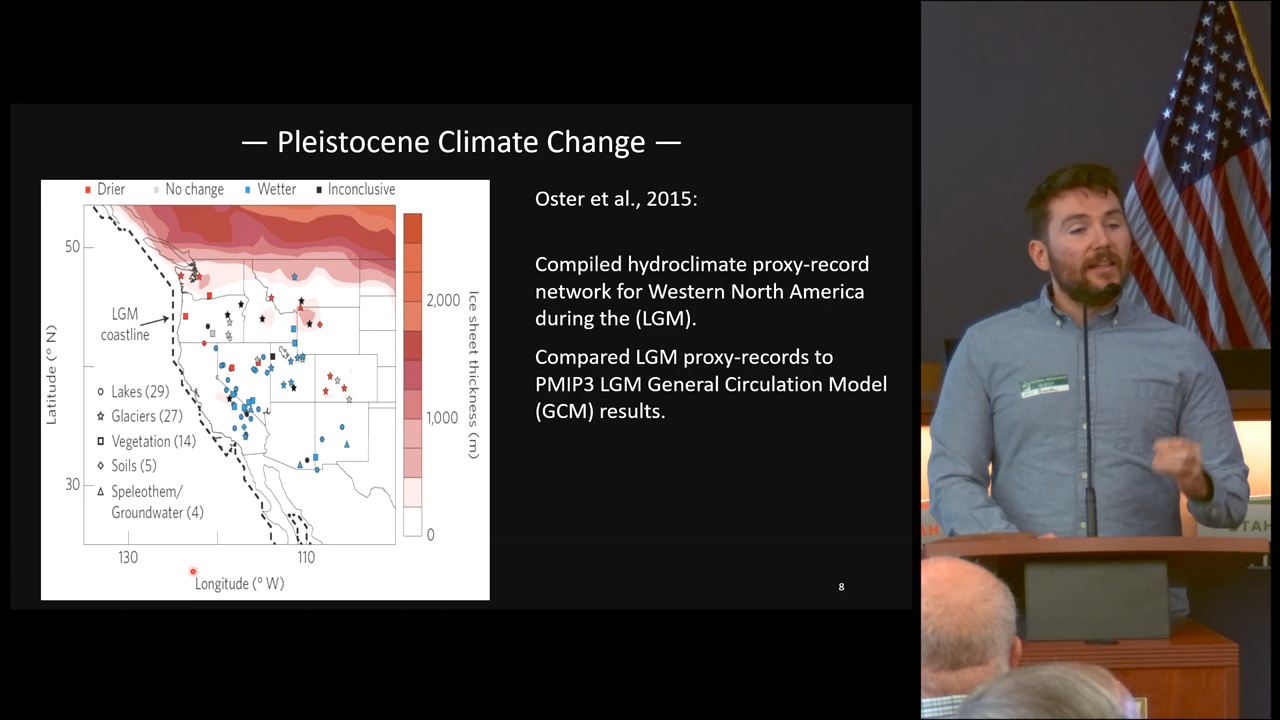 — Pleistocene Climate Change —
Drier No change Wetter Inconclusive
50
30
130
110
Latitude (° N)
Longitude (° W)
LGM
coastline
Lakes (29)
Glaciers (27)
Vegetation (14)
Soils (5)
Speleothem/
Groundwater (4)
2,000
1,000
0
Ice sheet thickness (m)
Oster et al., 2015:
Compiled hydroclimate proxy-record
network for Western North America
during the (LGM).
Compared LGM proxy-records to
PMIP3 LGM General Circulation Model
(GCM) results.
8
UTAH